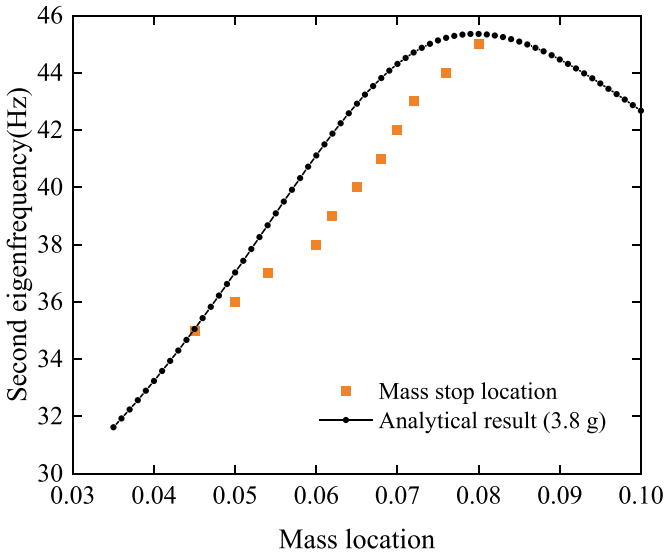 46
44
42
40
38
36
34
32
30
Second eigenfrequency(Hz)
Mass stop location
Analytical result (3.8 g)
0.03 0.04 0.05 0.06 0.07 0.08 0.09 0.10
Mass location